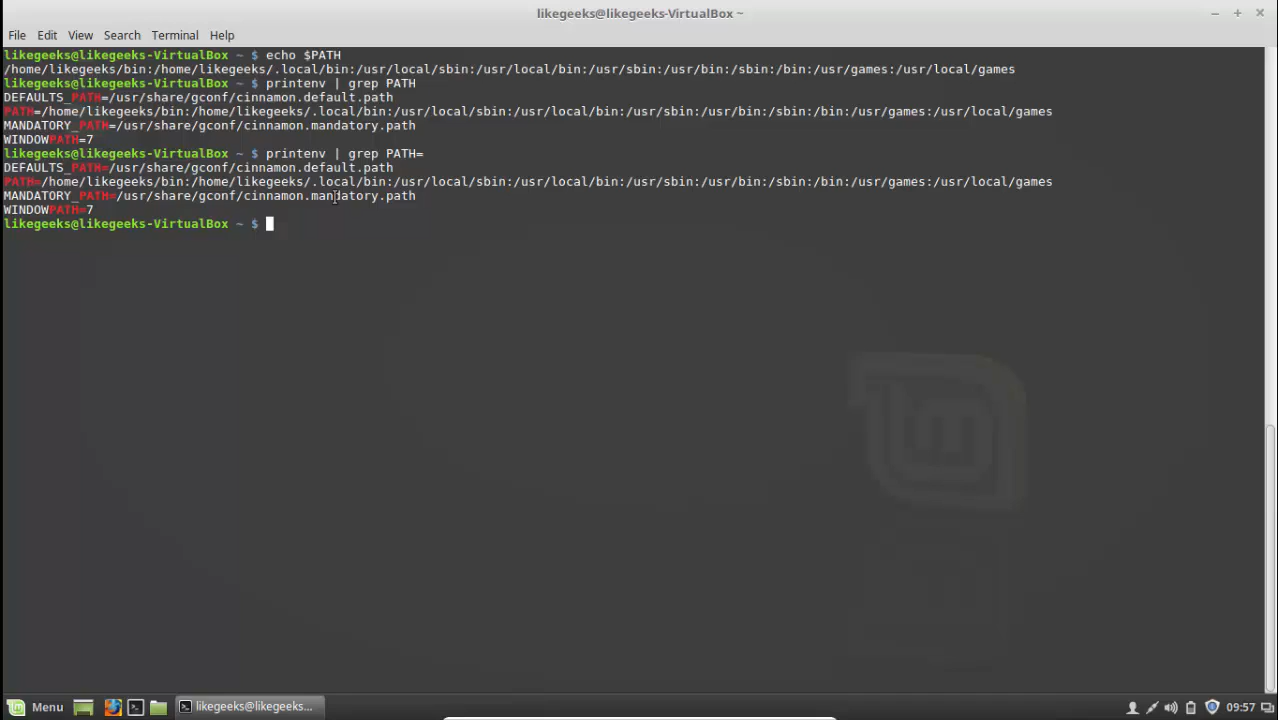 likegeeks@likegeeks-VirtualBox ~
File Edit View Search Terminal Help
likegeeks@likegeeks-VirtualBox ~ $ echo $PATH
/home/likegeeks/bin:/home/likegeeks/.local/bin:/usr/local/sbin:/usr/local/bin:/usr/sbin:/usr/bin:/sbin:/bin:/usr/games:/usr/local/games
likegeeks@likegeeks-VirtualBox ~ $ printenv | grep PATH
DEFAULTS_PATH=/usr/share/gconf/cinnamon.default.path
PATH=/home/likegeeks/bin:/home/likegeeks/.local/bin:/usr/local/sbin:/usr/local/bin:/usr/sbin:/usr/bin:/sbin:/bin:/usr/games:/usr/local/games
MANDATORY_PATH=/usr/share/gconf/cinnamon.mandatory.path
WINDOWPATH=7
likegeeks@likegeeks-VirtualBox ~ $ printenv | grep PATH=
DEFAULTS_PATH=/usr/share/gconf/cinnamon.default.path
PATH=/home/likegeeks/bin:/home/likegeeks/.local/bin:/usr/local/sbin:/usr/local/bin:/usr/sbin:/usr/bin:/sbin:/bin:/usr/games:/usr/local/games
MANDATORY_PATH=/usr/share/gconf/cinnamon.mandatory.path
WINDOWPATH=7
likegeeks@likegeeks-VirtualBox ~ $
Menu likegeeks@likegeeks... 09:57